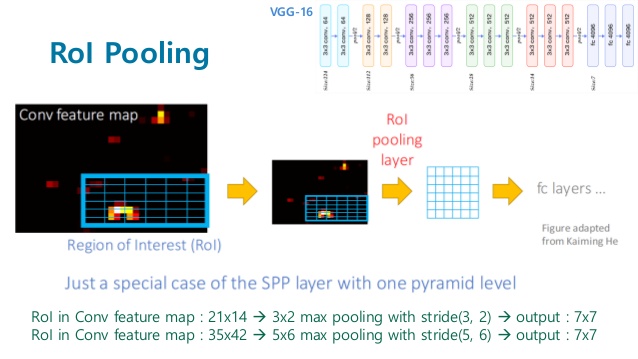 VGG-16
3x3 conv, 64
3x3 conv, 64
pool/2
3x3 conv, 128
3x3 conv, 128
pool/2
3x3 conv, 256
3x3 conv, 256
3x3 conv, 256
pool/2
3x3 conv, 512
3x3 conv, 512
3x3 conv, 512
pool/2
3x3 conv, 512
3x3 conv, 512
3x3 conv, 512
pool/2
fc 4096
fc 4096
fc 4096
Size:224
Size:112
Size:56
Size:28
Size:14
Size:7
RoI Pooling
Conv feature map
RoI
pooling
layer
fc layers ...
Region of Interest (RoI)
Figure adapted
from Kaiming He
Just a special case of the SPP layer with one pyramid level
RoI in Conv feature map : 21x14 → 3x2 max pooling with stride(3, 2) → output : 7x7
RoI in Conv feature map : 35x42 → 5x6 max pooling with stride(5, 6) → output : 7x7